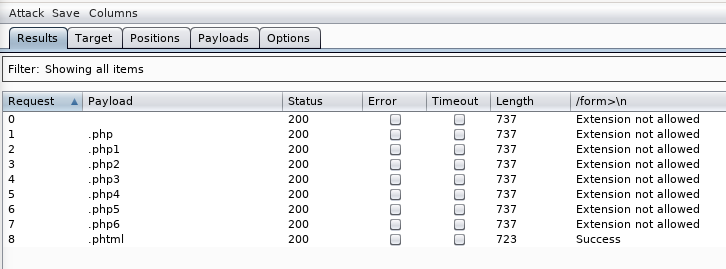 Attack Save Columns
Results Target Positions Payloads Options
Filter: Showing all items
Request Payload Status Error Timeout Length /form>\n
0 200 737 Extension not allowed
1 .php 200 737 Extension not allowed
2 .php1 200 737 Extension not allowed
3 .php2 200 737 Extension not allowed
4 .php3 200 737 Extension not allowed
5 .php4 200 737 Extension not allowed
6 .php5 200 737 Extension not allowed
7 .php6 200 737 Extension not allowed
8 .phtml 200 723 Success